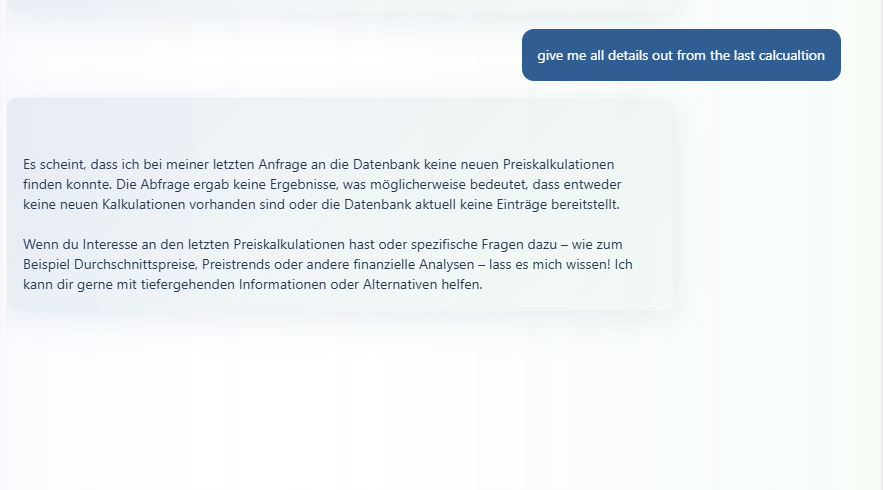 give me all details out from the last calcualtion
Es scheint, dass ich bei meiner letzten Anfrage an die Datenbank keine neuen Preiskalkulationen
finden konnte. Die Abfrage ergab keine Ergebnisse, was möglicherweise bedeutet, dass entweder
keine neuen Kalkulationen vorhanden sind oder die Datenbank aktuell keine Einträge bereitstellt.
Wenn du Interesse an den letzten Preiskalkulationen hast oder spezifische Fragen dazu – wie zum
Beispiel Durchschnittspreise, Preistrends oder andere finanzielle Analysen – lass es mich wissen! Ich
kann dir gerne mit tiefergehenden Informationen oder Alternativen helfen.